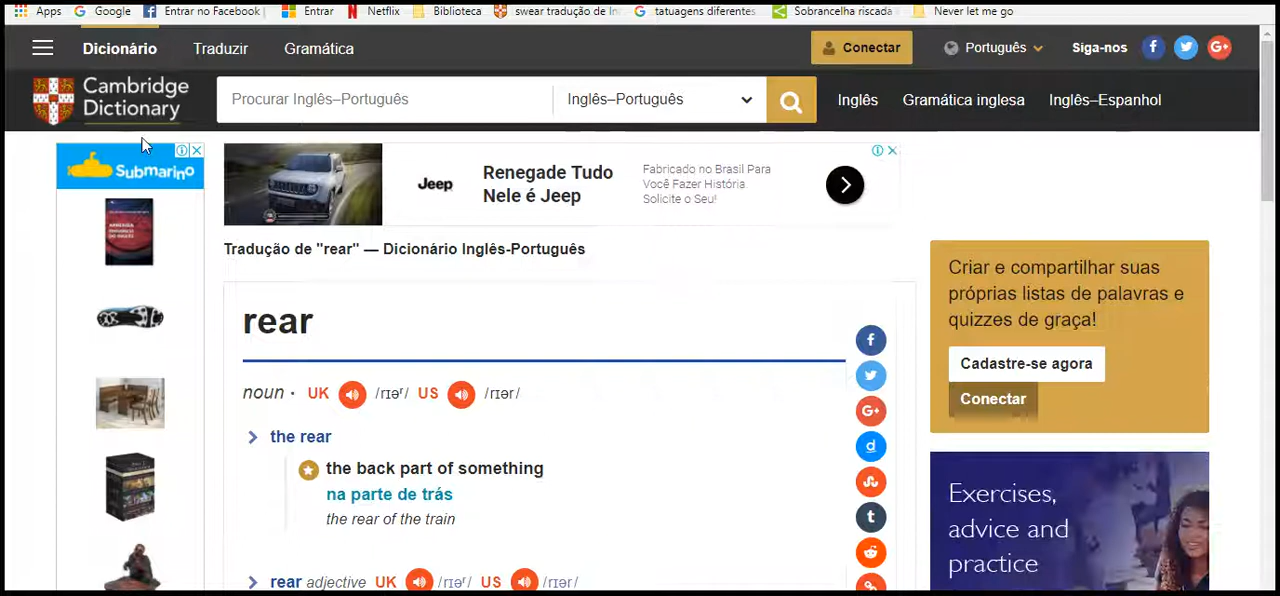 Apps Google Entrar no Facebook Entrar Netflix Biblioteca swear tradução de In tatuagens diferentes Sobrancelha riscada Never let me go
Dicionário Traduzir Gramática Conectar Português Siga-nos
Cambridge
Dictionary
Procurar Inglês–Português Inglês–Português Inglês Gramática inglesa Inglês–Espanhol
Submarino
Jeep
Renegade Tudo
Nele é Jeep
Fabricado no Brasil Para
Você Fazer História
Solicite o Seu!
Tradução de "rear" — Dicionário Inglês-Português
rear
noun · UK /rɪəʳ/ US /rɪər/
the rear
the back part of something
na parte de trás
the rear of the train
rear adjective UK /rɪəʳ/ US /rɪər/
Criar e compartilhar suas
próprias listas de palavras e
quizzes de graça!
Cadastre-se agora
Conectar
Exercises,
advice and
practice